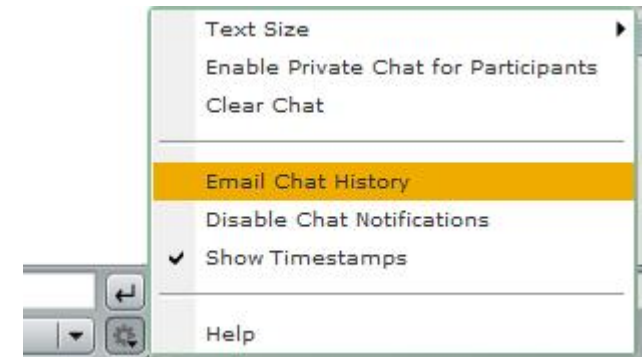 Text Size
Enable Private Chat for Participants
Clear Chat
Email Chat History
Disable Chat Notifications
Show Timestamps
Help